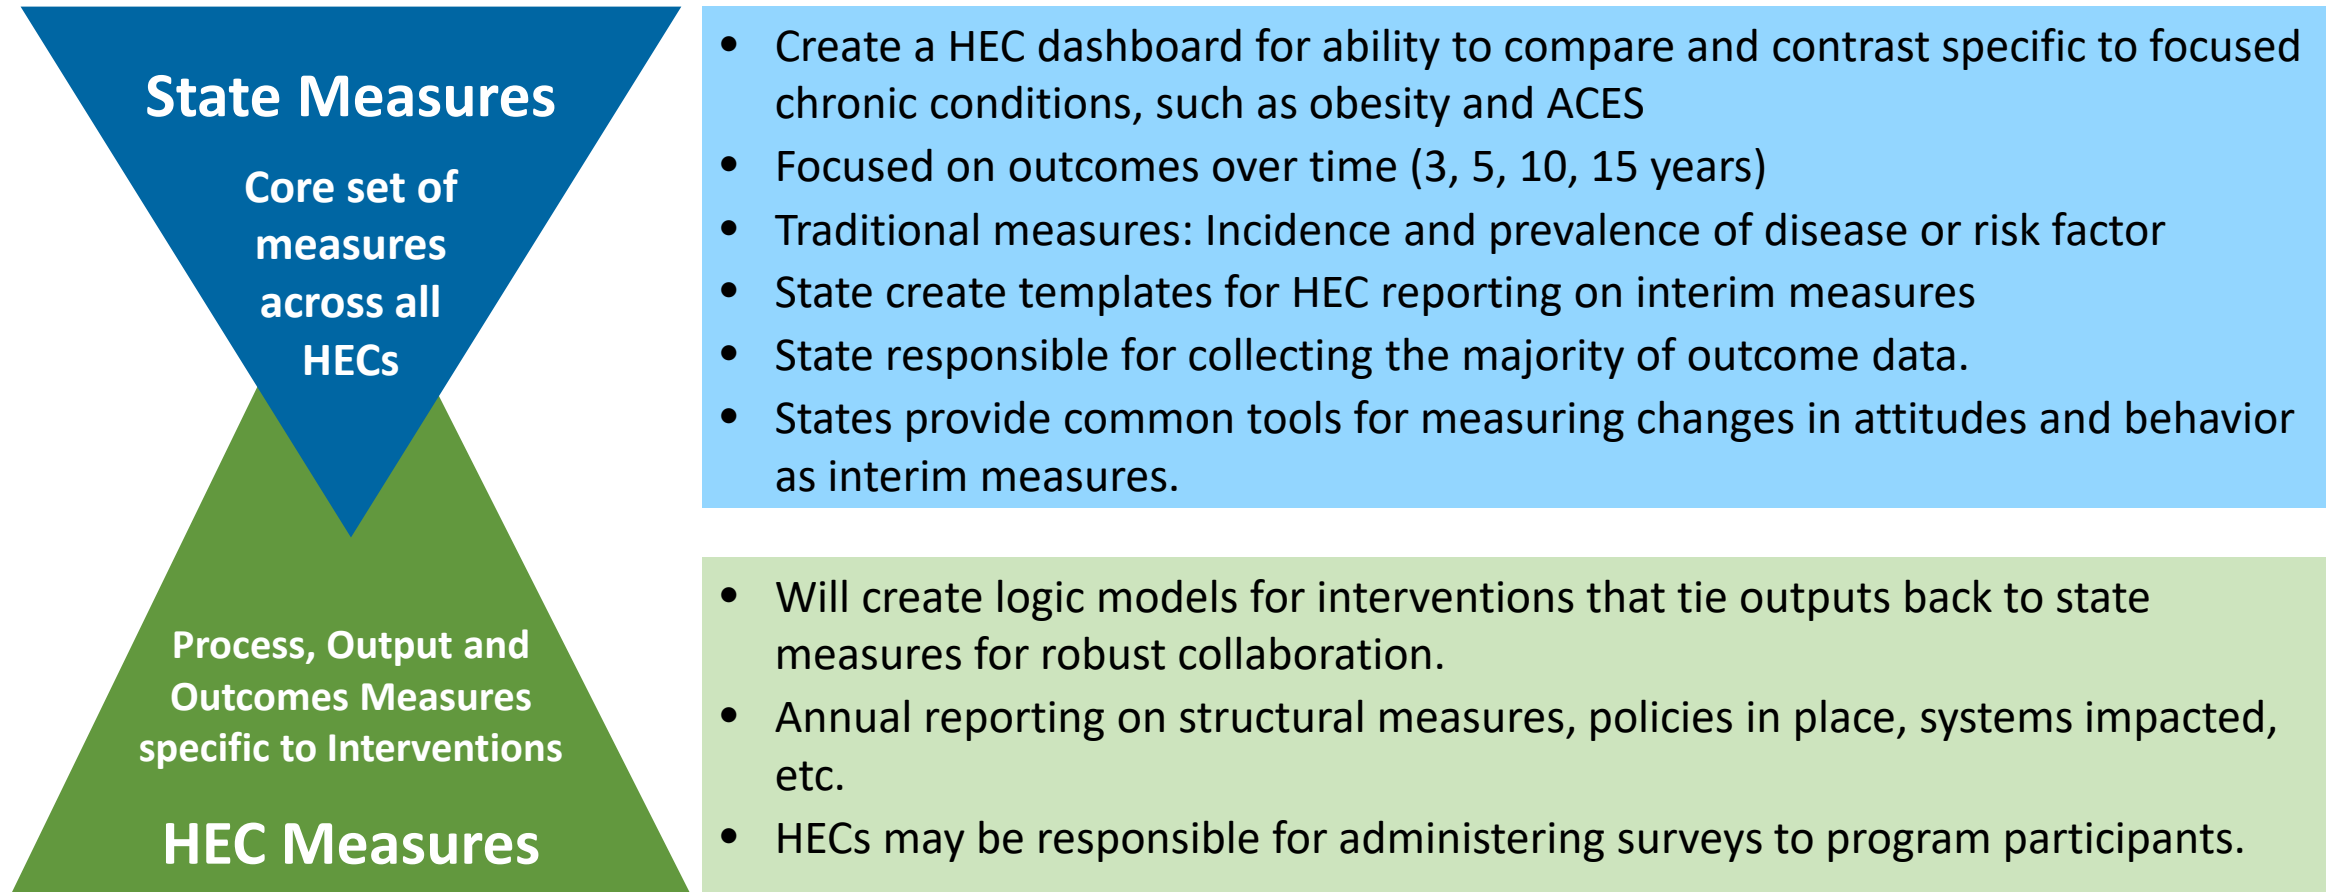 State Measures
Core set of
measures
across all
HECs
• Create a HEC dashboard for ability to compare and contrast specific to focused
chronic conditions, such as obesity and ACES
• Focused on outcomes over time (3, 5, 10, 15 years)
• Traditional measures: Incidence and prevalence of disease or risk factor
• State create templates for HEC reporting on interim measures
• State responsible for collecting the majority of outcome data.
• States provide common tools for measuring changes in attitudes and behavior
as interim measures.
Process, Output and
Outcomes Measures
specific to Interventions
HEC Measures
• Will create logic models for interventions that tie outputs back to state
measures for robust collaboration.
• Annual reporting on structural measures, policies in place, systems impacted,
etc.
• HECs may be responsible for administering surveys to program participants.